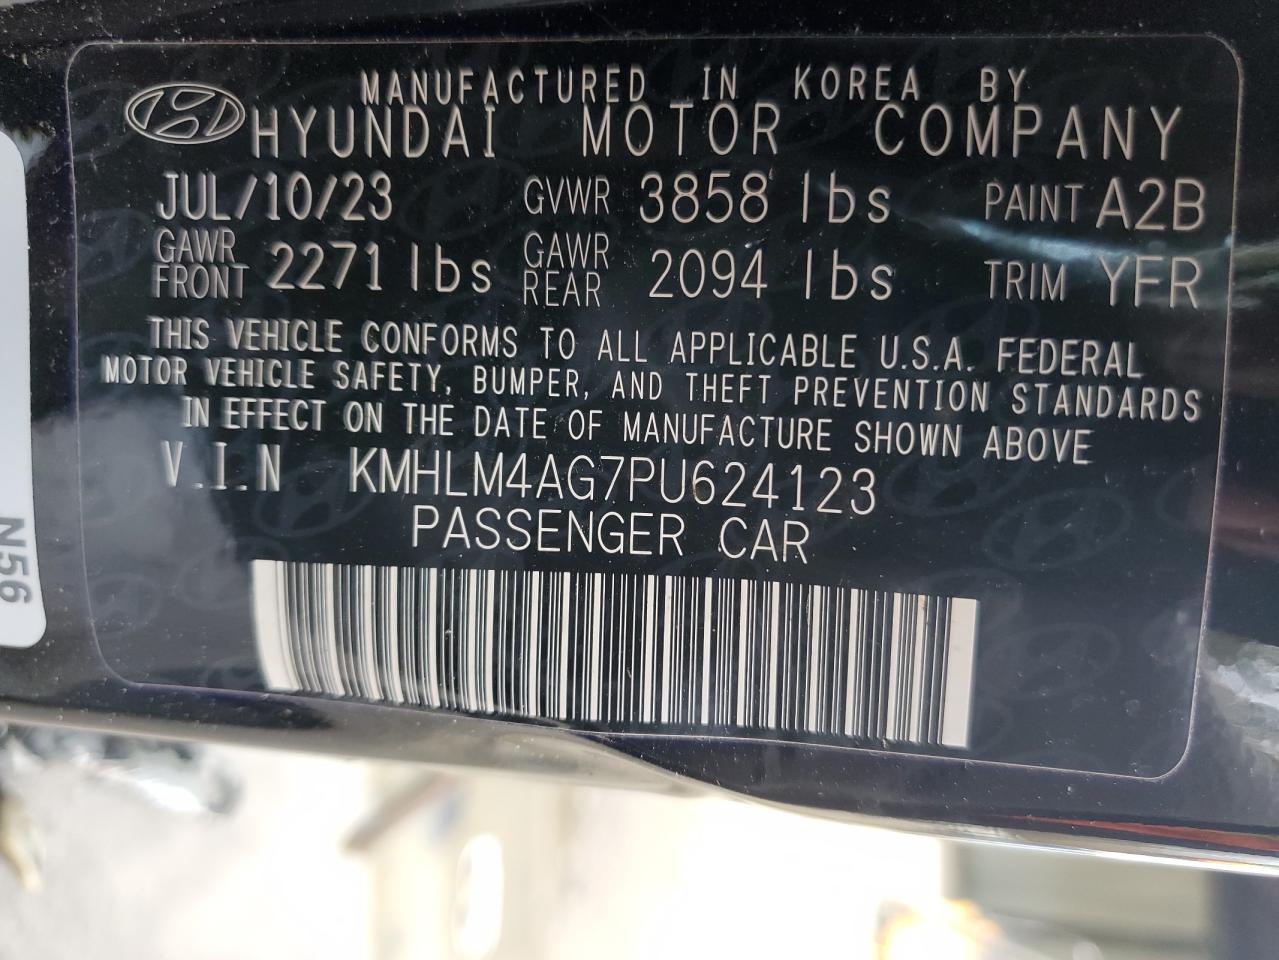 MANUFACTURED IN KOREA BY
HYUNDAI MOTOR COMPANY
JUL/10/23 GVWR 3858 lbs PAINT A2B
GAWR FRONT 2271 lbs GAWR REAR 2094 lbs TRIM YFR
THIS VEHICLE CONFORMS TO ALL APPLICABLE U.S.A. FEDERAL
MOTOR VEHICLE SAFETY, BUMPER, AND THEFT PREVENTION STANDARDS
IN EFFECT ON THE DATE OF MANUFACTURE SHOWN ABOVE
V.I.N KMHLM4AG7PU624123
PASSENGER CAR
N56